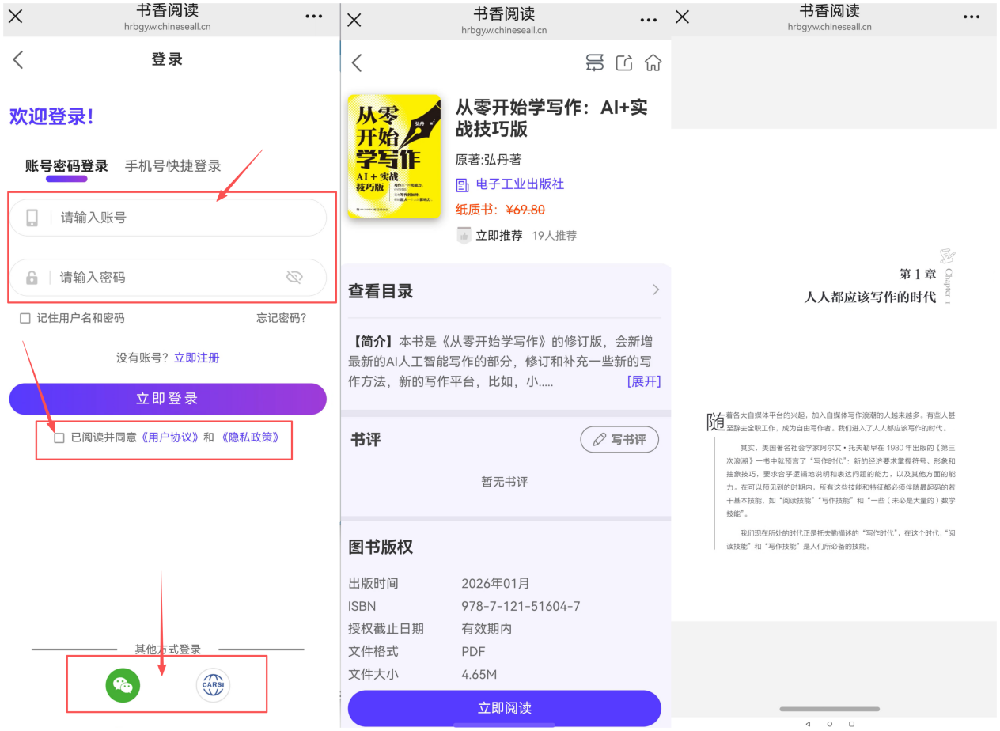 书香阅读
hrbgy.w.chineseall.cn
登录
欢迎登录!
账号密码登录 手机号快捷登录
请输入账号
请输入密码
记住用户名和密码 忘记密码?
没有账号? 立即注册
立即登录
已阅读并同意《用户协议》和《隐私政策》
其他方式登录
CARSI
书香阅读
hrbgy.w.chineseall.cn
从零
开始
学写作
AI + 实战
技巧版
弘丹
从零开始学写作:AI+实
战技巧版
原著:弘丹著
电子工业出版社
纸质书: ¥69.80
立即推荐 19人推荐
查看目录
【简介】本书是《从零开始学写作》的修订版,会新增
最新的AI人工智能写作的部分,修订和补充一些新的写
作方法,新的写作平台,比如,小..... [展开]
书评 写书评
暂无书评
图书版权
出版时间 2026年01月
ISBN 978-7-121-51604-7
授权截止日期 有效期内
文件格式 PDF
文件大小 4.65M
立即阅读
书香阅读
hrbgy.w.chineseall.cn
第 1 章
人人都应该写作的时代
Chapter 1
随着各大自媒体平台的兴起,加入自媒体写作浪潮的人越来越多。有些人甚
至辞去全职工作,成为自由写作者。我们进入了人人都应该写作的时代。
其实,美国著名社会学家阿尔文•托夫勒早在 1980 年出版的《第三
次浪潮》一书中就预言了“写作时代”:新的经济要求掌握符号、形象和
抽象技巧,要求合乎逻辑地说明和表达问题的能力,以及其他方面的能
力。在可以预见到的时期内,所有这些技能和特征都必须伴随最起码的若
干基本技能,如“阅读技能”“写作技能”和“一些(未必是大量的)数学
技能”。
我们现在所处的时代正是托夫勒描述的“写作时代”,在这个时代,“阅
读技能”和“写作技能”是人们所必备的技能。